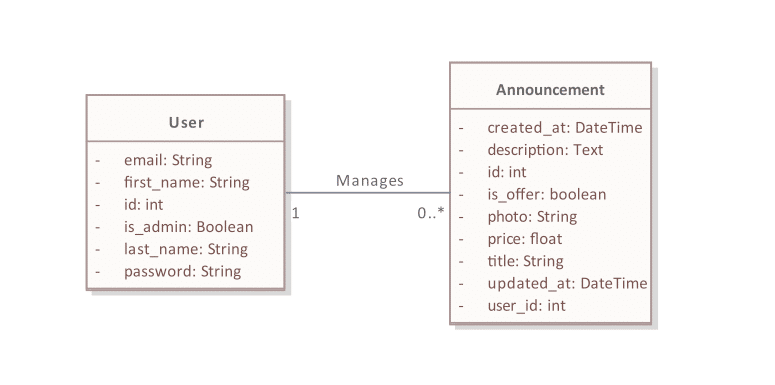 User
- email: String
- first_name: String
- id: int
- is_admin: Boolean
- last_name: String
- password: String
Manages
1
0..*
Announcement
- created_at: DateTime
- description: Text
- id: int
- is_offer: boolean
- photo: String
- price: float
- title: String
- updated_at: DateTime
- user_id: int